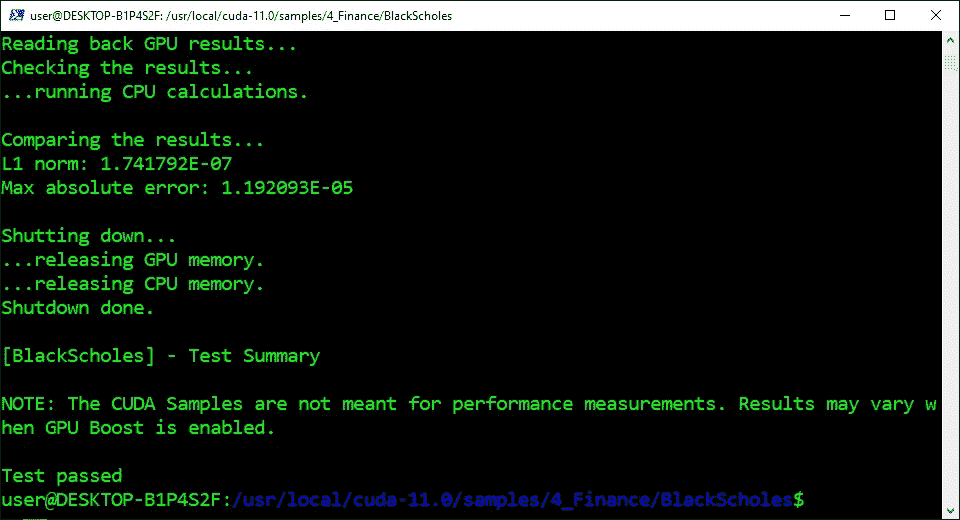 user@DESKTOP-B1P4S2F: /usr/local/cuda-11.0/samples/4_Finance/BlackScholes
Reading back GPU results...
Checking the results...
...running CPU calculations.
Comparing the results...
L1 norm: 1.741792E-07
Max absolute error: 1.192093E-05
Shutting down...
...releasing GPU memory.
...releasing CPU memory.
Shutdown done.
[BlackScholes] - Test Summary
NOTE: The CUDA Samples are not meant for performance measurements. Results may vary w
hen GPU Boost is enabled.
Test passed
user@DESKTOP-B1P4S2F:/usr/local/cuda-11.0/samples/4_Finance/BlackScholes$